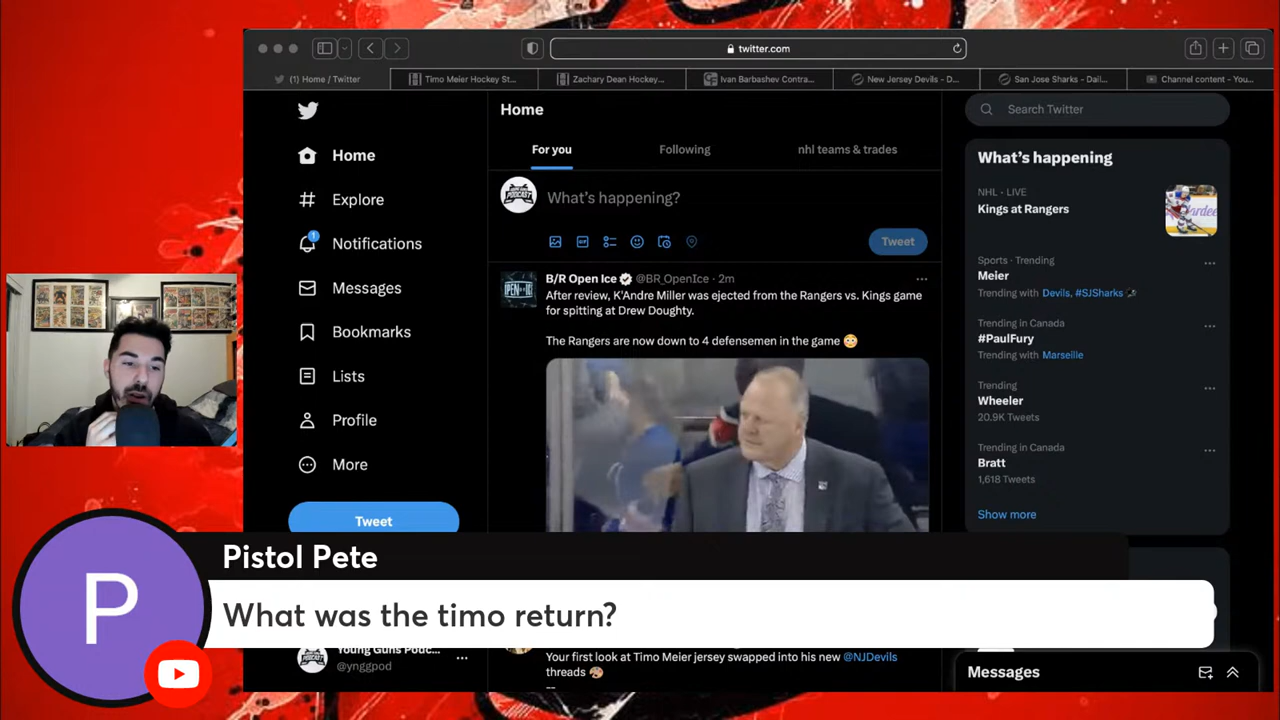 twitter.com
(1) Home / Twitter
Timo Meier Hockey St...
Zachary Dean Hockey...
Ivan Barbashev Contra...
New Jersey Devils - D...
San Jose Sharks - Dail...
Channel content - You...
Home
Explore
Notifications
1
Messages
Bookmarks
Lists
Profile
More
Tweet
Young Guns Podc...
@ynggpod
Home
For you
Following
nhl teams & trades
What's happening?
Tweet
B/R Open Ice @BR_OpenIce · 2m
After review, K'Andre Miller was ejected from the Rangers vs. Kings game
for spitting at Drew Doughty.
The Rangers are now down to 4 defensemen in the game 😳
Your first look at Timo Meier jersey swapped into his new @NJDevils
threads 🎨
Search Twitter
What's happening
NHL · LIVE
Kings at Rangers
Sports · Trending
Meier
Trending with Devils, #SJSharks
Trending in Canada
#PaulFury
Trending with Marseille
Trending
Wheeler
20.9K Tweets
Trending in Canada
Bratt
1,618 Tweets
Show more
Messages
P
Pistol Pete
What was the timo return?